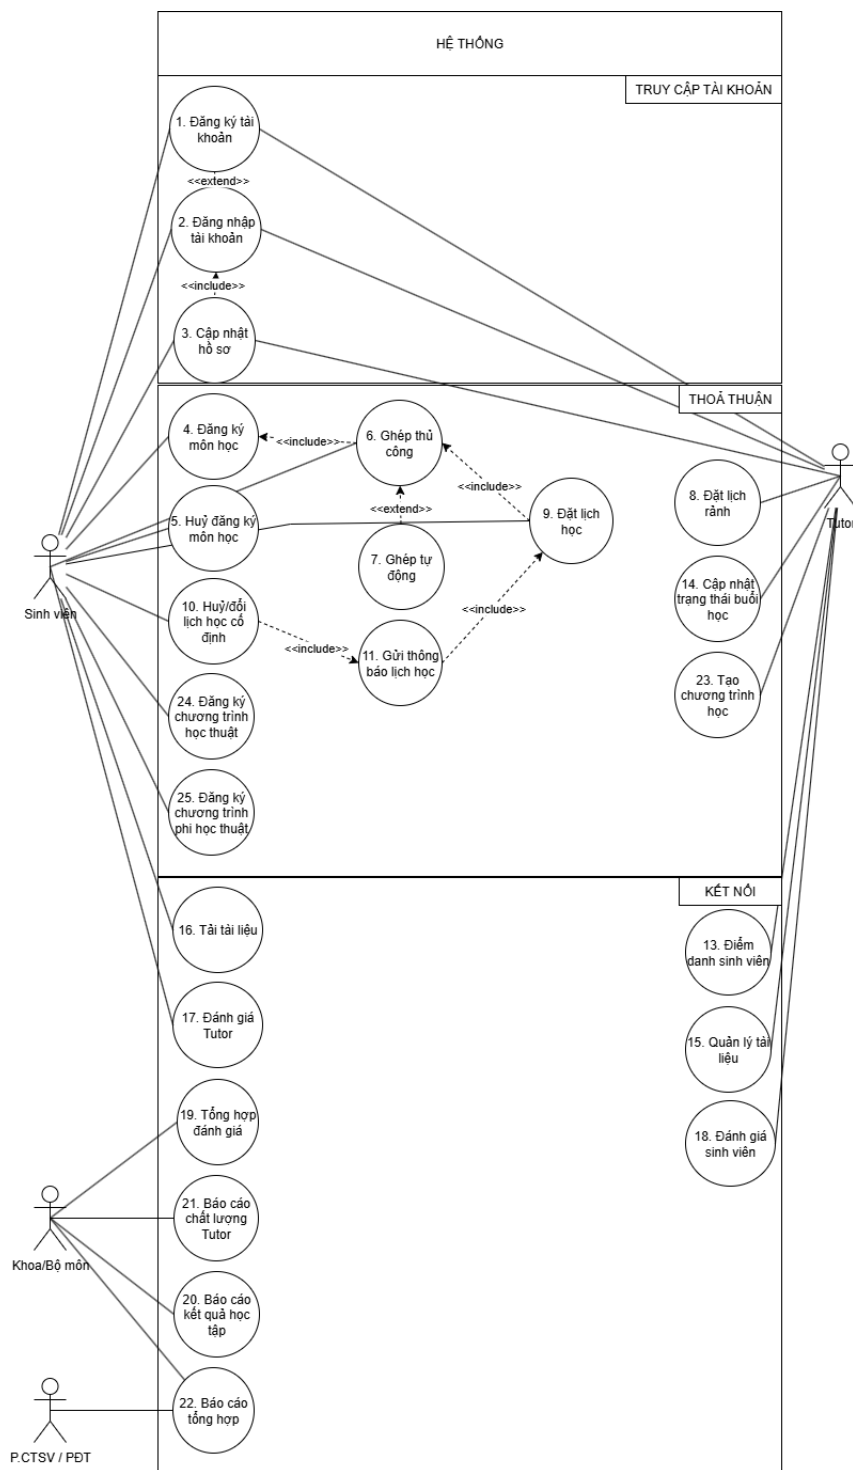 HỆ THỐNG
TRUY CẬP TÀI KHOẢN
1. Đăng ký tài
khoản
<<extend>>
2. Đăng nhập
tài khoản
<<include>>
3. Cập nhật
hồ sơ
THOẢ THUẬN
4. Đăng ký
môn học
<<include>>
6. Ghép thủ
công
<<include>>
<<extend>>
5. Huỷ đăng ký
môn học
9. Đặt lịch
học
8. Đặt lịch
rảnh
Tutor
Sinh viên
7. Ghép tự
động
14. Cập nhật
trạng thái buổi
học
10. Huỷ/đổi
lịch học cố
định
<<include>>
<<include>>
11. Gửi thông
báo lịch học
23. Tạo
chương trình
học
24. Đăng ký
chương trình
học thuật
25. Đăng ký
chương trình
phi học thuật
KẾT NỐI
16. Tải tài liệu
13. Điểm
danh sinh viên
17. Đánh giá
Tutor
15. Quản lý tài
liệu
19. Tổng hợp
đánh giá
18. Đánh giá
sinh viên
21. Báo cáo
chất lượng
Tutor
Khoa/Bộ môn
20. Báo cáo
kết quả học
tập
22. Báo cáo
tổng hợp
P.CTSV / PĐT